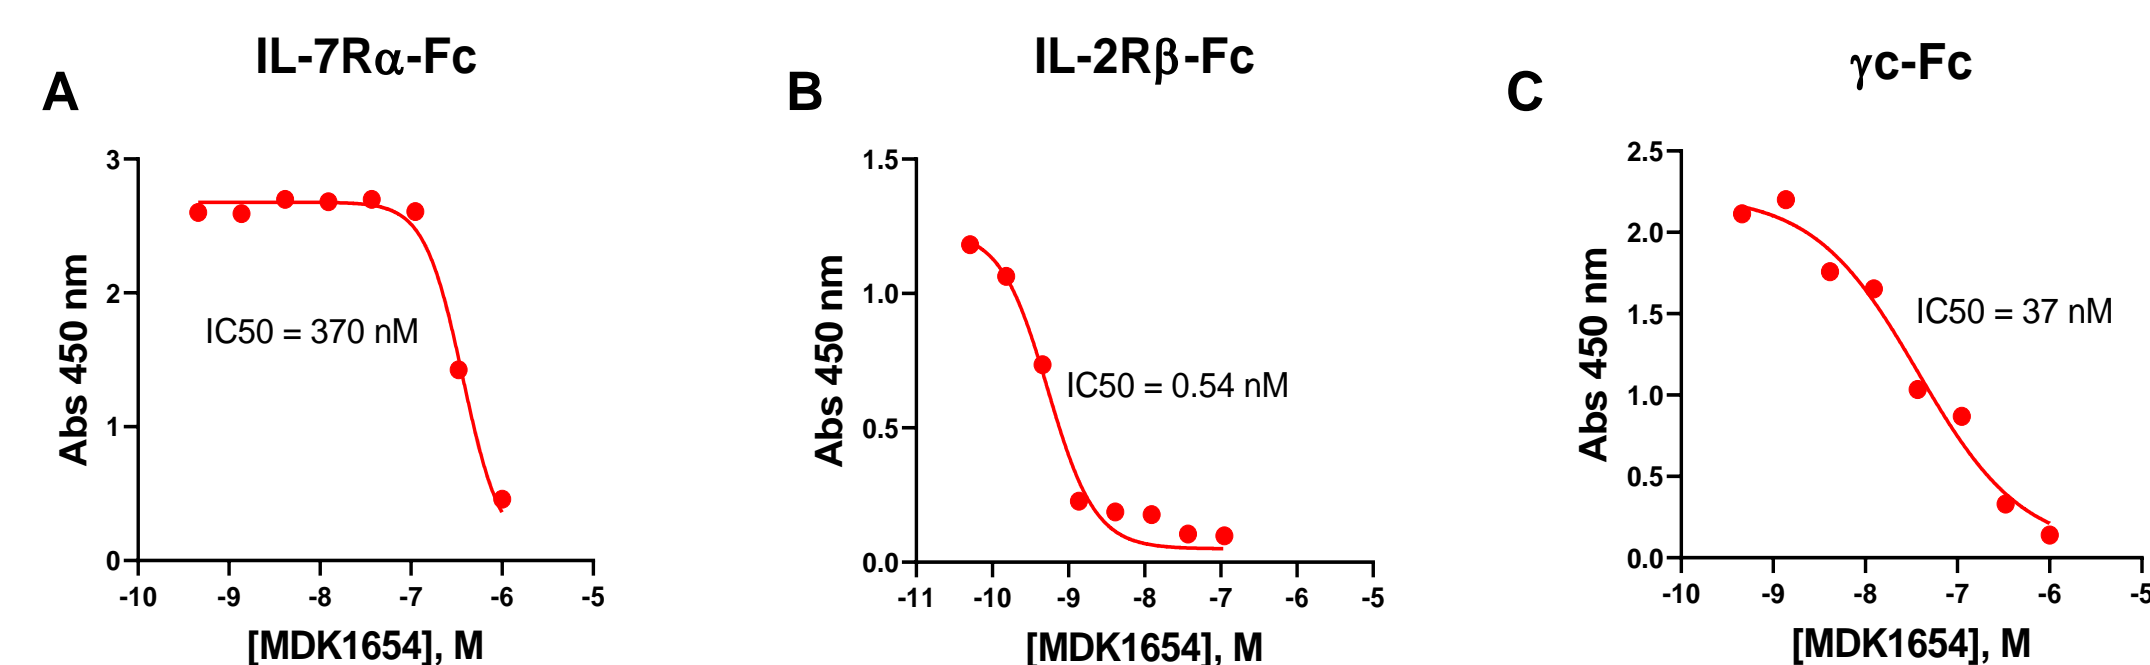 IL-7Rα-Fc
A
3
2
1
0
Abs 450 nm
IC50 = 370 nM
-10 -9 -8 -7 -6 -5
[MDK1654], M
IL-2Rβ-Fc
B
1.5
1.0
0.5
0.0
Abs 450 nm
IC50 = 0.54 nM
-11 -10 -9 -8 -7 -6 -5
[MDK1654], M
γc-Fc
C
2.5
2.0
1.5
1.0
0.5
0.0
Abs 450 nm
IC50 = 37 nM
-10 -9 -8 -7 -6 -5
[MDK1654], M